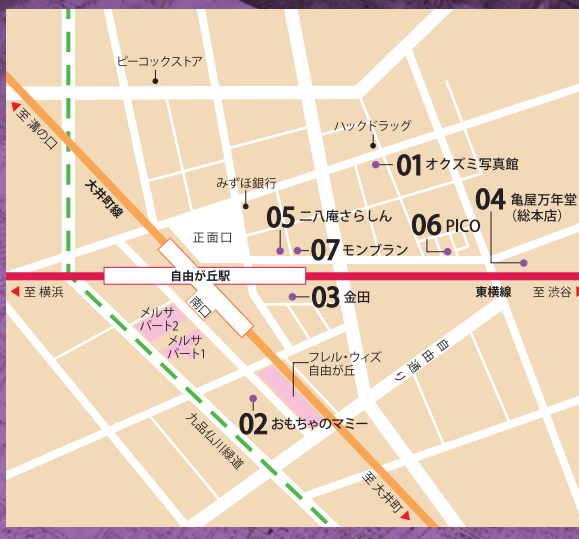 ピーコックストア
至 溝の口
ハックドラッグ
01 オクズミ写真館
大井町線
みずほ銀行
04 亀屋万年堂
(総本店)
05 二八庵さらしん
06 PICO
正面口
07 モンブラン
自由が丘駅
至 横浜
東横線
至 渋谷
03 金田
南口
メルサ
パート2
メルサ
パート1
フレル・ウィズ
自由が丘
自由通り
02 おもちゃのマミー
九品仏川緑道
至 大井町